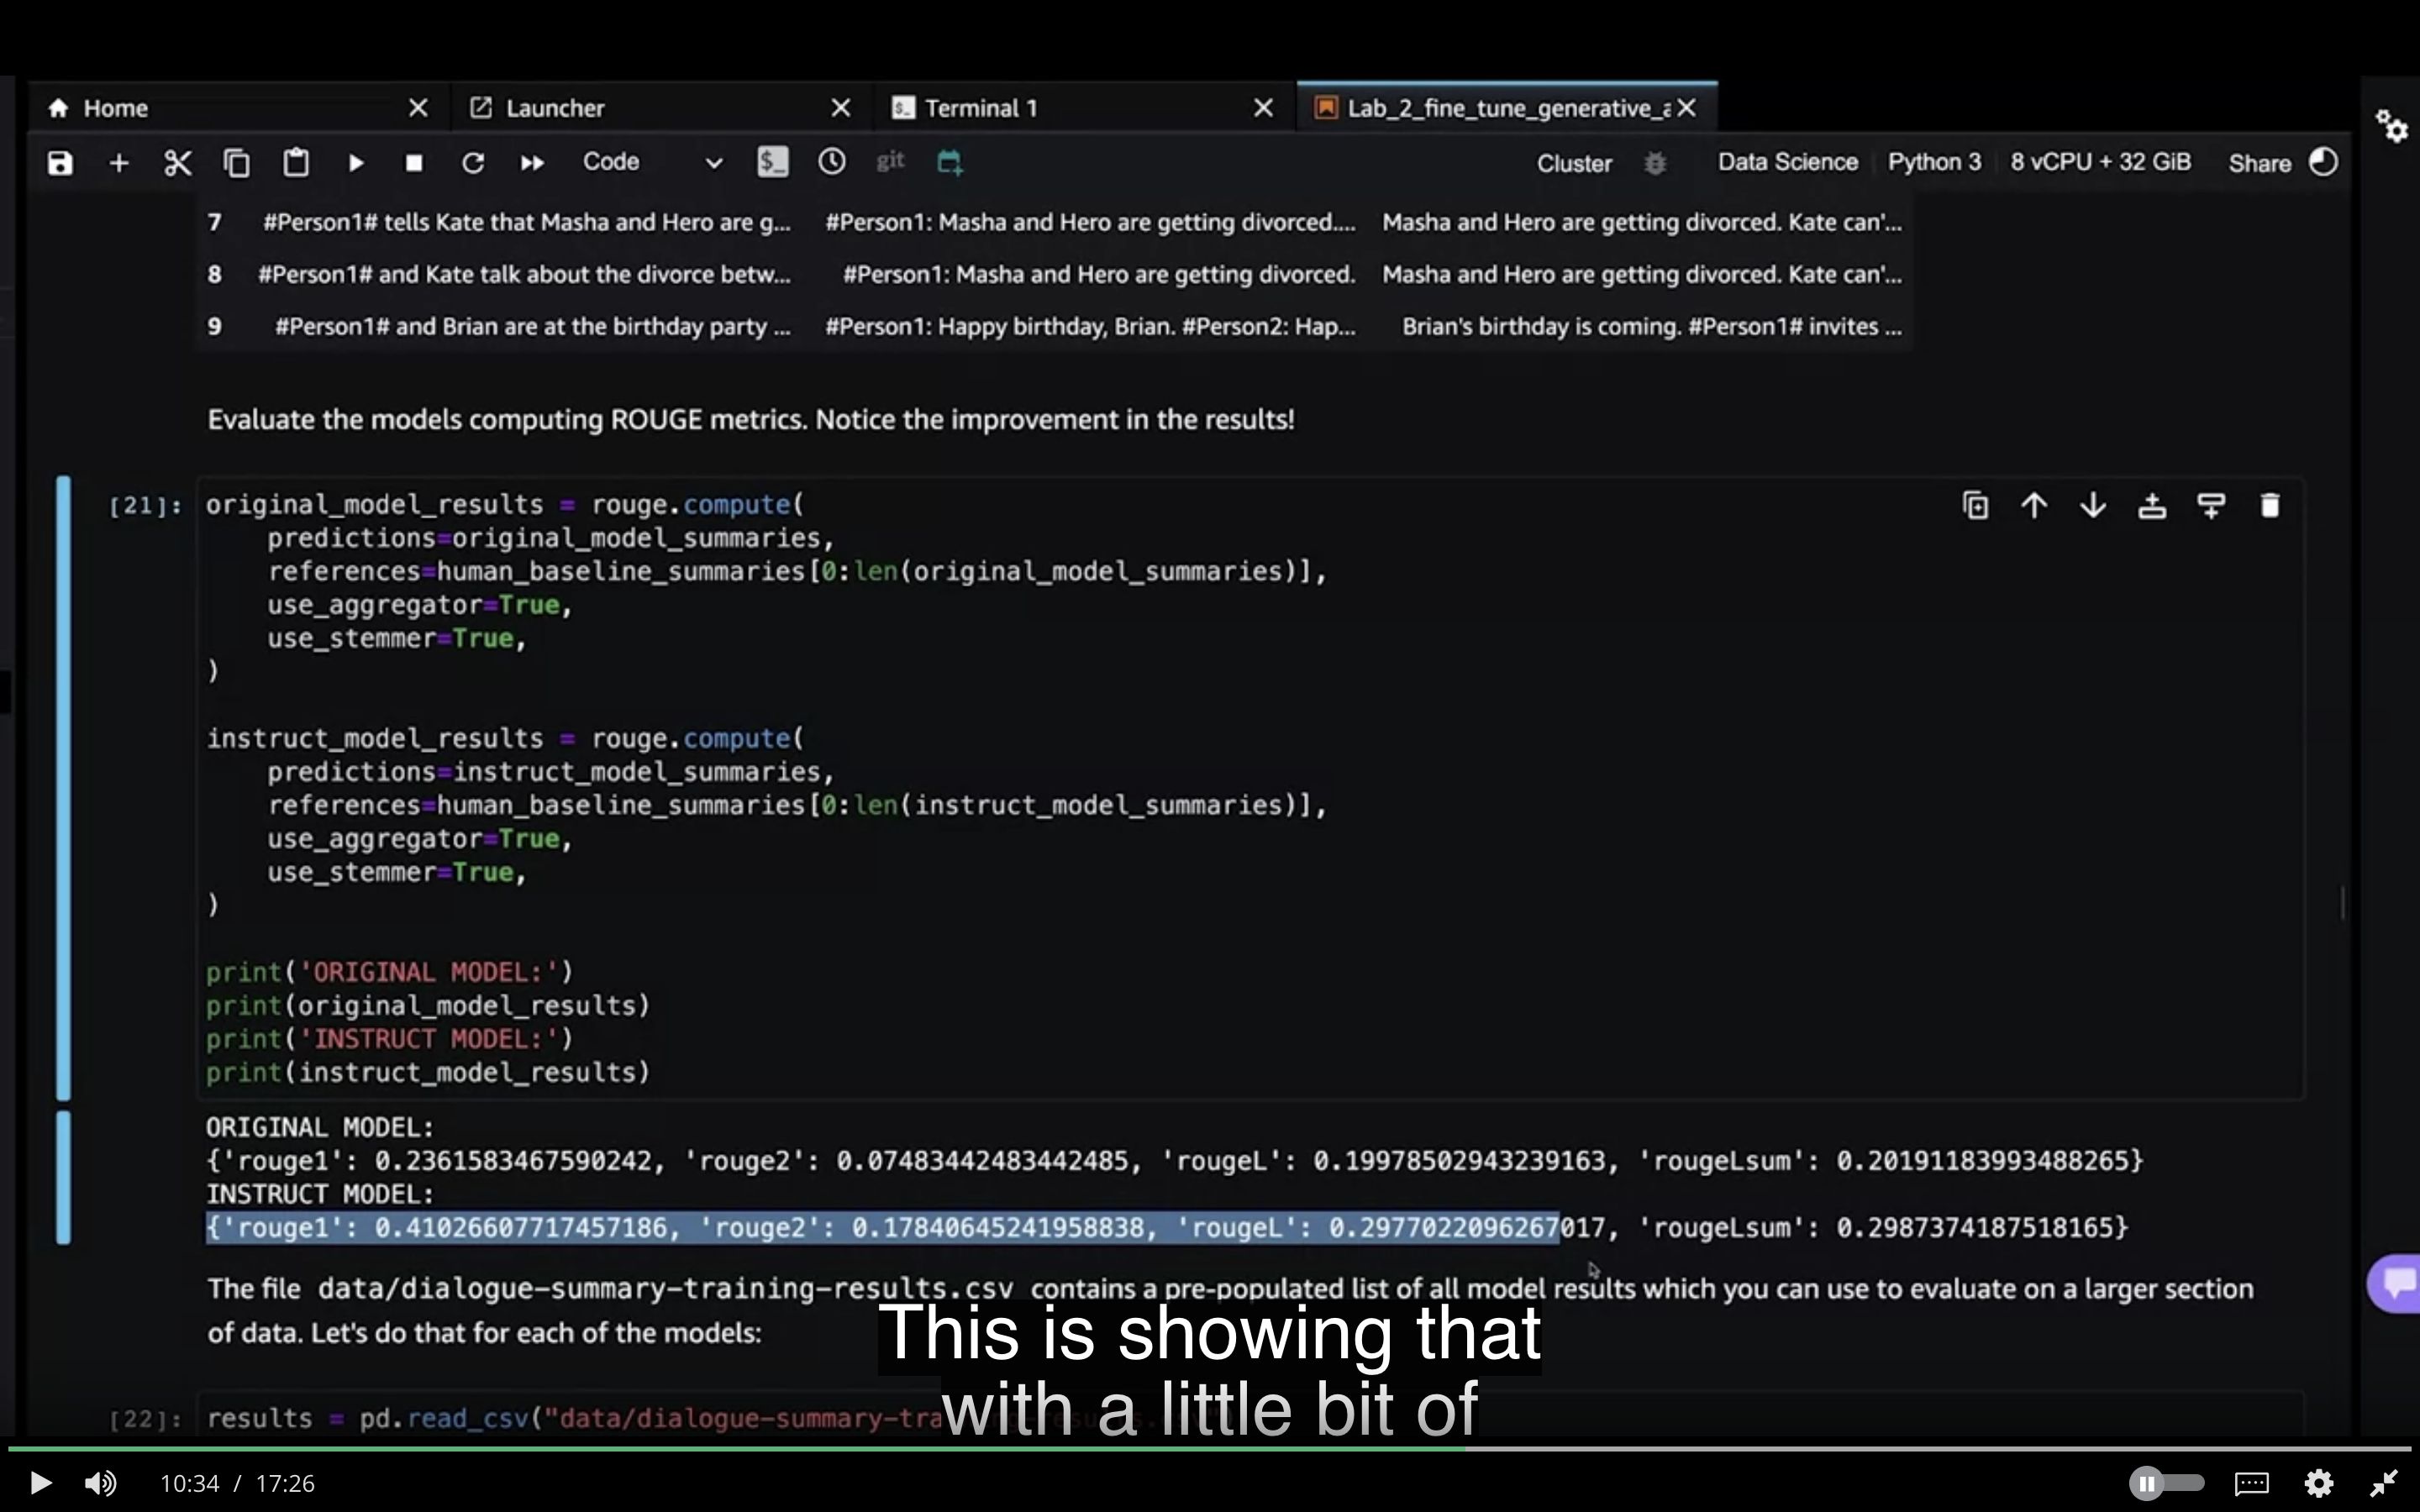 Home
Launcher
Terminal 1
Lab_2_fine_tune_generative_a
Code
git
Cluster
Data Science
Python 3
8 vCPU + 32 GiB
Share
7 #Person1# tells Kate that Masha and Hero are g... #Person1: Masha and Hero are getting divorced.... Masha and Hero are getting divorced. Kate can'...
8 #Person1# and Kate talk about the divorce betw... #Person1: Masha and Hero are getting divorced. Masha and Hero are getting divorced. Kate can'...
9 #Person1# and Brian are at the birthday party ... #Person1: Happy birthday, Brian. #Person2: Hap... Brian's birthday is coming. #Person1# invites ...
Evaluate the models computing ROUGE metrics. Notice the improvement in the results!
[21]: original_model_results = rouge.compute(
predictions=original_model_summaries,
references=human_baseline_summaries[0:len(original_model_summaries)],
use_aggregator=True,
use_stemmer=True,
)
instruct_model_results = rouge.compute(
predictions=instruct_model_summaries,
references=human_baseline_summaries[0:len(instruct_model_summaries)],
use_aggregator=True,
use_stemmer=True,
)
print('ORIGINAL MODEL:')
print(original_model_results)
print('INSTRUCT MODEL:')
print(instruct_model_results)
ORIGINAL MODEL:
{'rouge1': 0.2361583467590242, 'rouge2': 0.07483442483442485, 'rougeL': 0.19978502943239163, 'rougeLsum': 0.20191183993488265}
INSTRUCT MODEL:
{'rouge1': 0.41026607717457186, 'rouge2': 0.17840645241958838, 'rougeL': 0.2977022096267017, 'rougeLsum': 0.2987374187518165}
The file data/dialogue-summary-training-results.csv contains a pre-populated list of all model results which you can use to evaluate on a larger section
of data. Let's do that for each of the models:
This is showing that
with a little bit of
[22]: results = pd.read_csv("data/dialogue-summary-tra
10:34 / 17:26